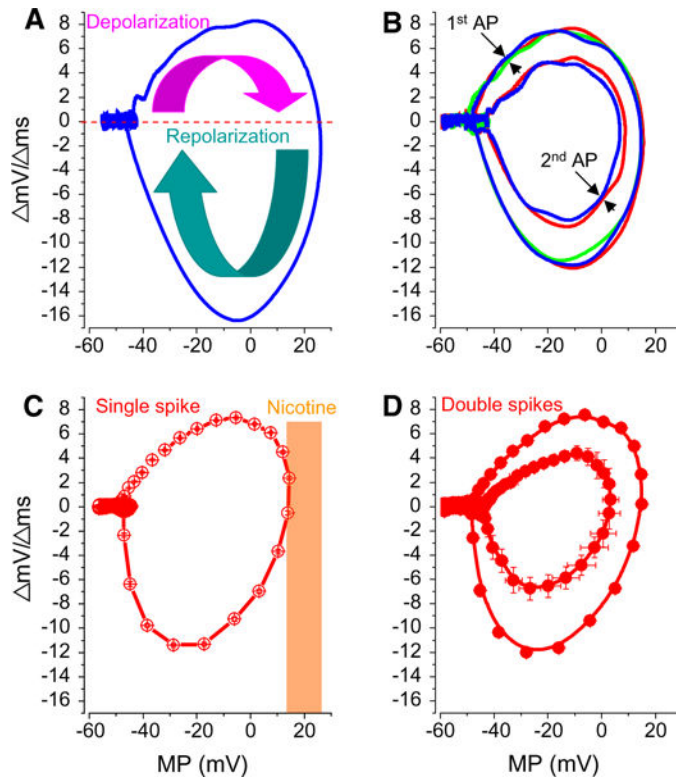 A
Depolarization
Repolarization
8
6
4
2
0
-2
-4
-6
-8
-10
-12
-14
-16
ΔmV/Δms
-60 -40 -20 0 20
B
1st AP
2nd AP
8
6
4
2
0
-2
-4
-6
-8
-10
-12
-14
-16
-60 -40 -20 0 20
C
Single spike
Nicotine
8
6
4
2
0
-2
-4
-6
-8
-10
-12
-14
-16
ΔmV/Δms
-60 -40 -20 0 20
MP (mV)
D
Double spikes
8
6
4
2
0
-2
-4
-6
-8
-10
-12
-14
-16
-60 -40 -20 0 20
MP (mV)